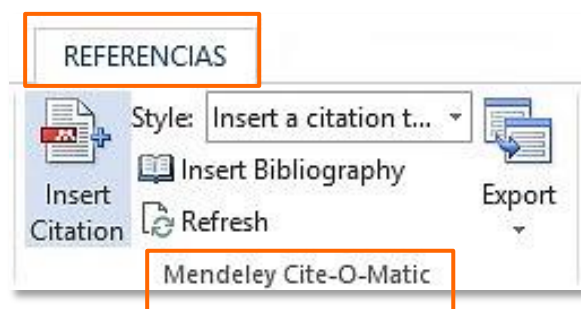 REFERENCIAS
Style: Insert a citation t...
Insert Bibliography
Refresh
Insert
Citation
Export
Mendeley Cite-O-Matic